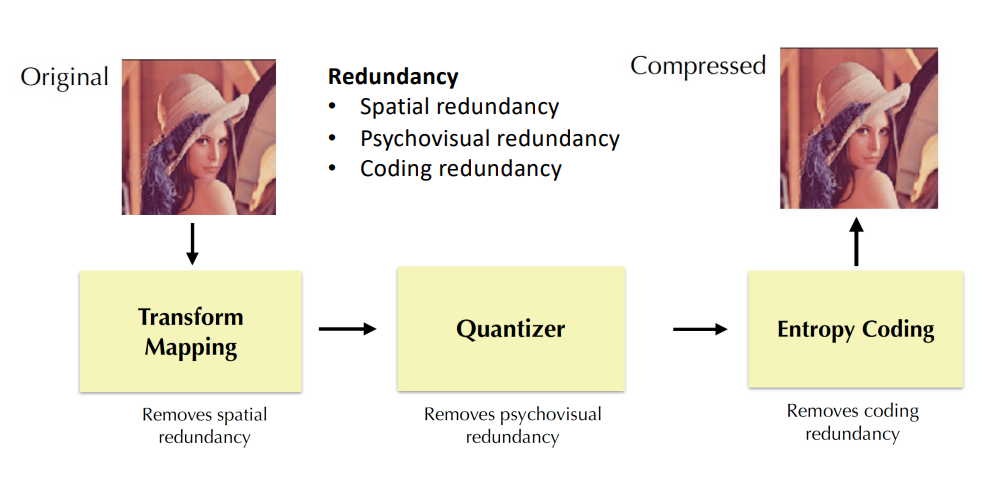 Original
Redundancy
• Spatial redundancy
• Psychovisual redundancy
• Coding redundancy
Compressed
Transform
Mapping
Quantizer
Entropy Coding
Removes spatial
redundancy
Removes psychovisual
redundancy
Removes coding
redundancy